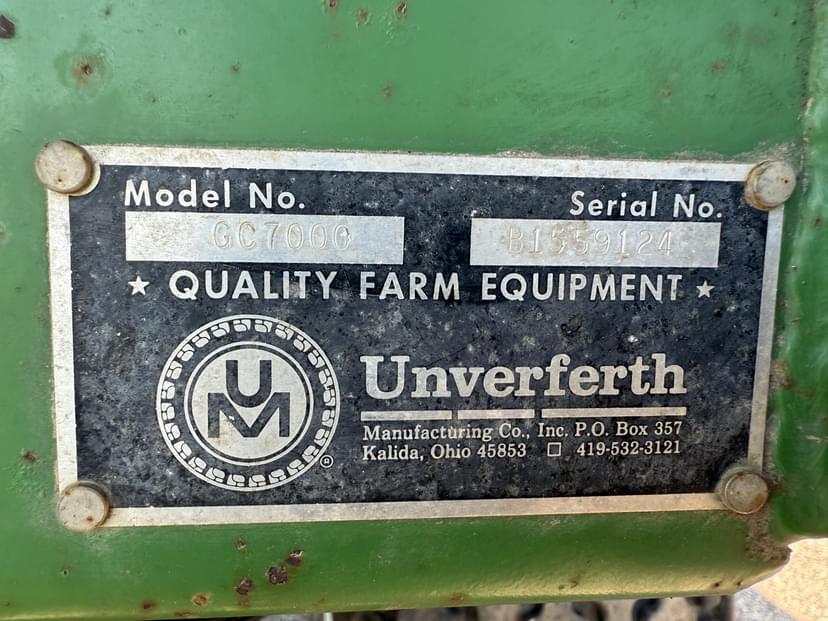 Model No. Serial No.
GC7000 B1559124
★ QUALITY FARM EQUIPMENT ★
UM
®
Unverferth
Manufacturing Co., Inc. P.O. Box 357
Kalida, Ohio 45853 □ 419-532-3121